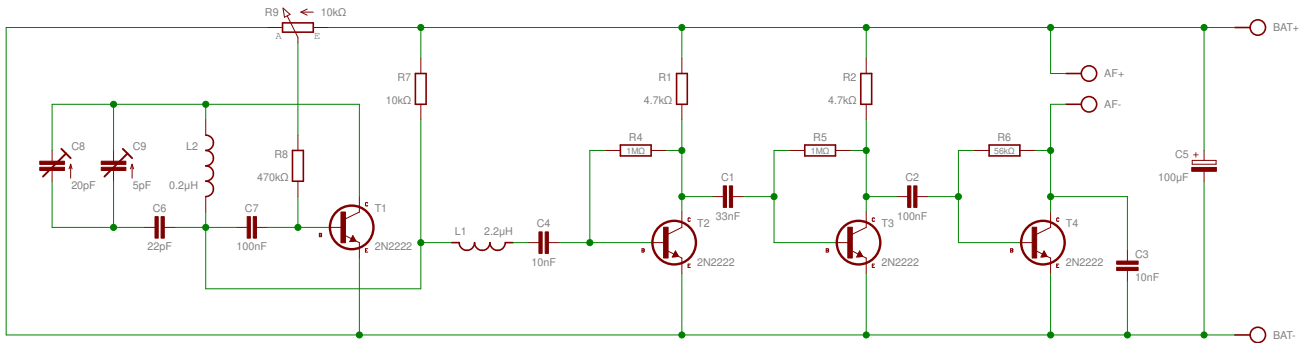 R9
10kΩ
A
E
BAT+
R7
10kΩ
R1
4.7kΩ
R2
4.7kΩ
AF+
AF-
C8
20pF
C9
5pF
L2
0.2µH
R8
470kΩ
R4
1MΩ
R5
1MΩ
R6
56kΩ
C5
+
100µF
C6
22pF
C7
100nF
C
B
E
T1
2N2222
L1
2.2µH
C4
10nF
C
B
E
T2
2N2222
C1
33nF
C
B
E
T3
2N2222
C2
100nF
C
B
E
T4
2N2222
C3
10nF
BAT-